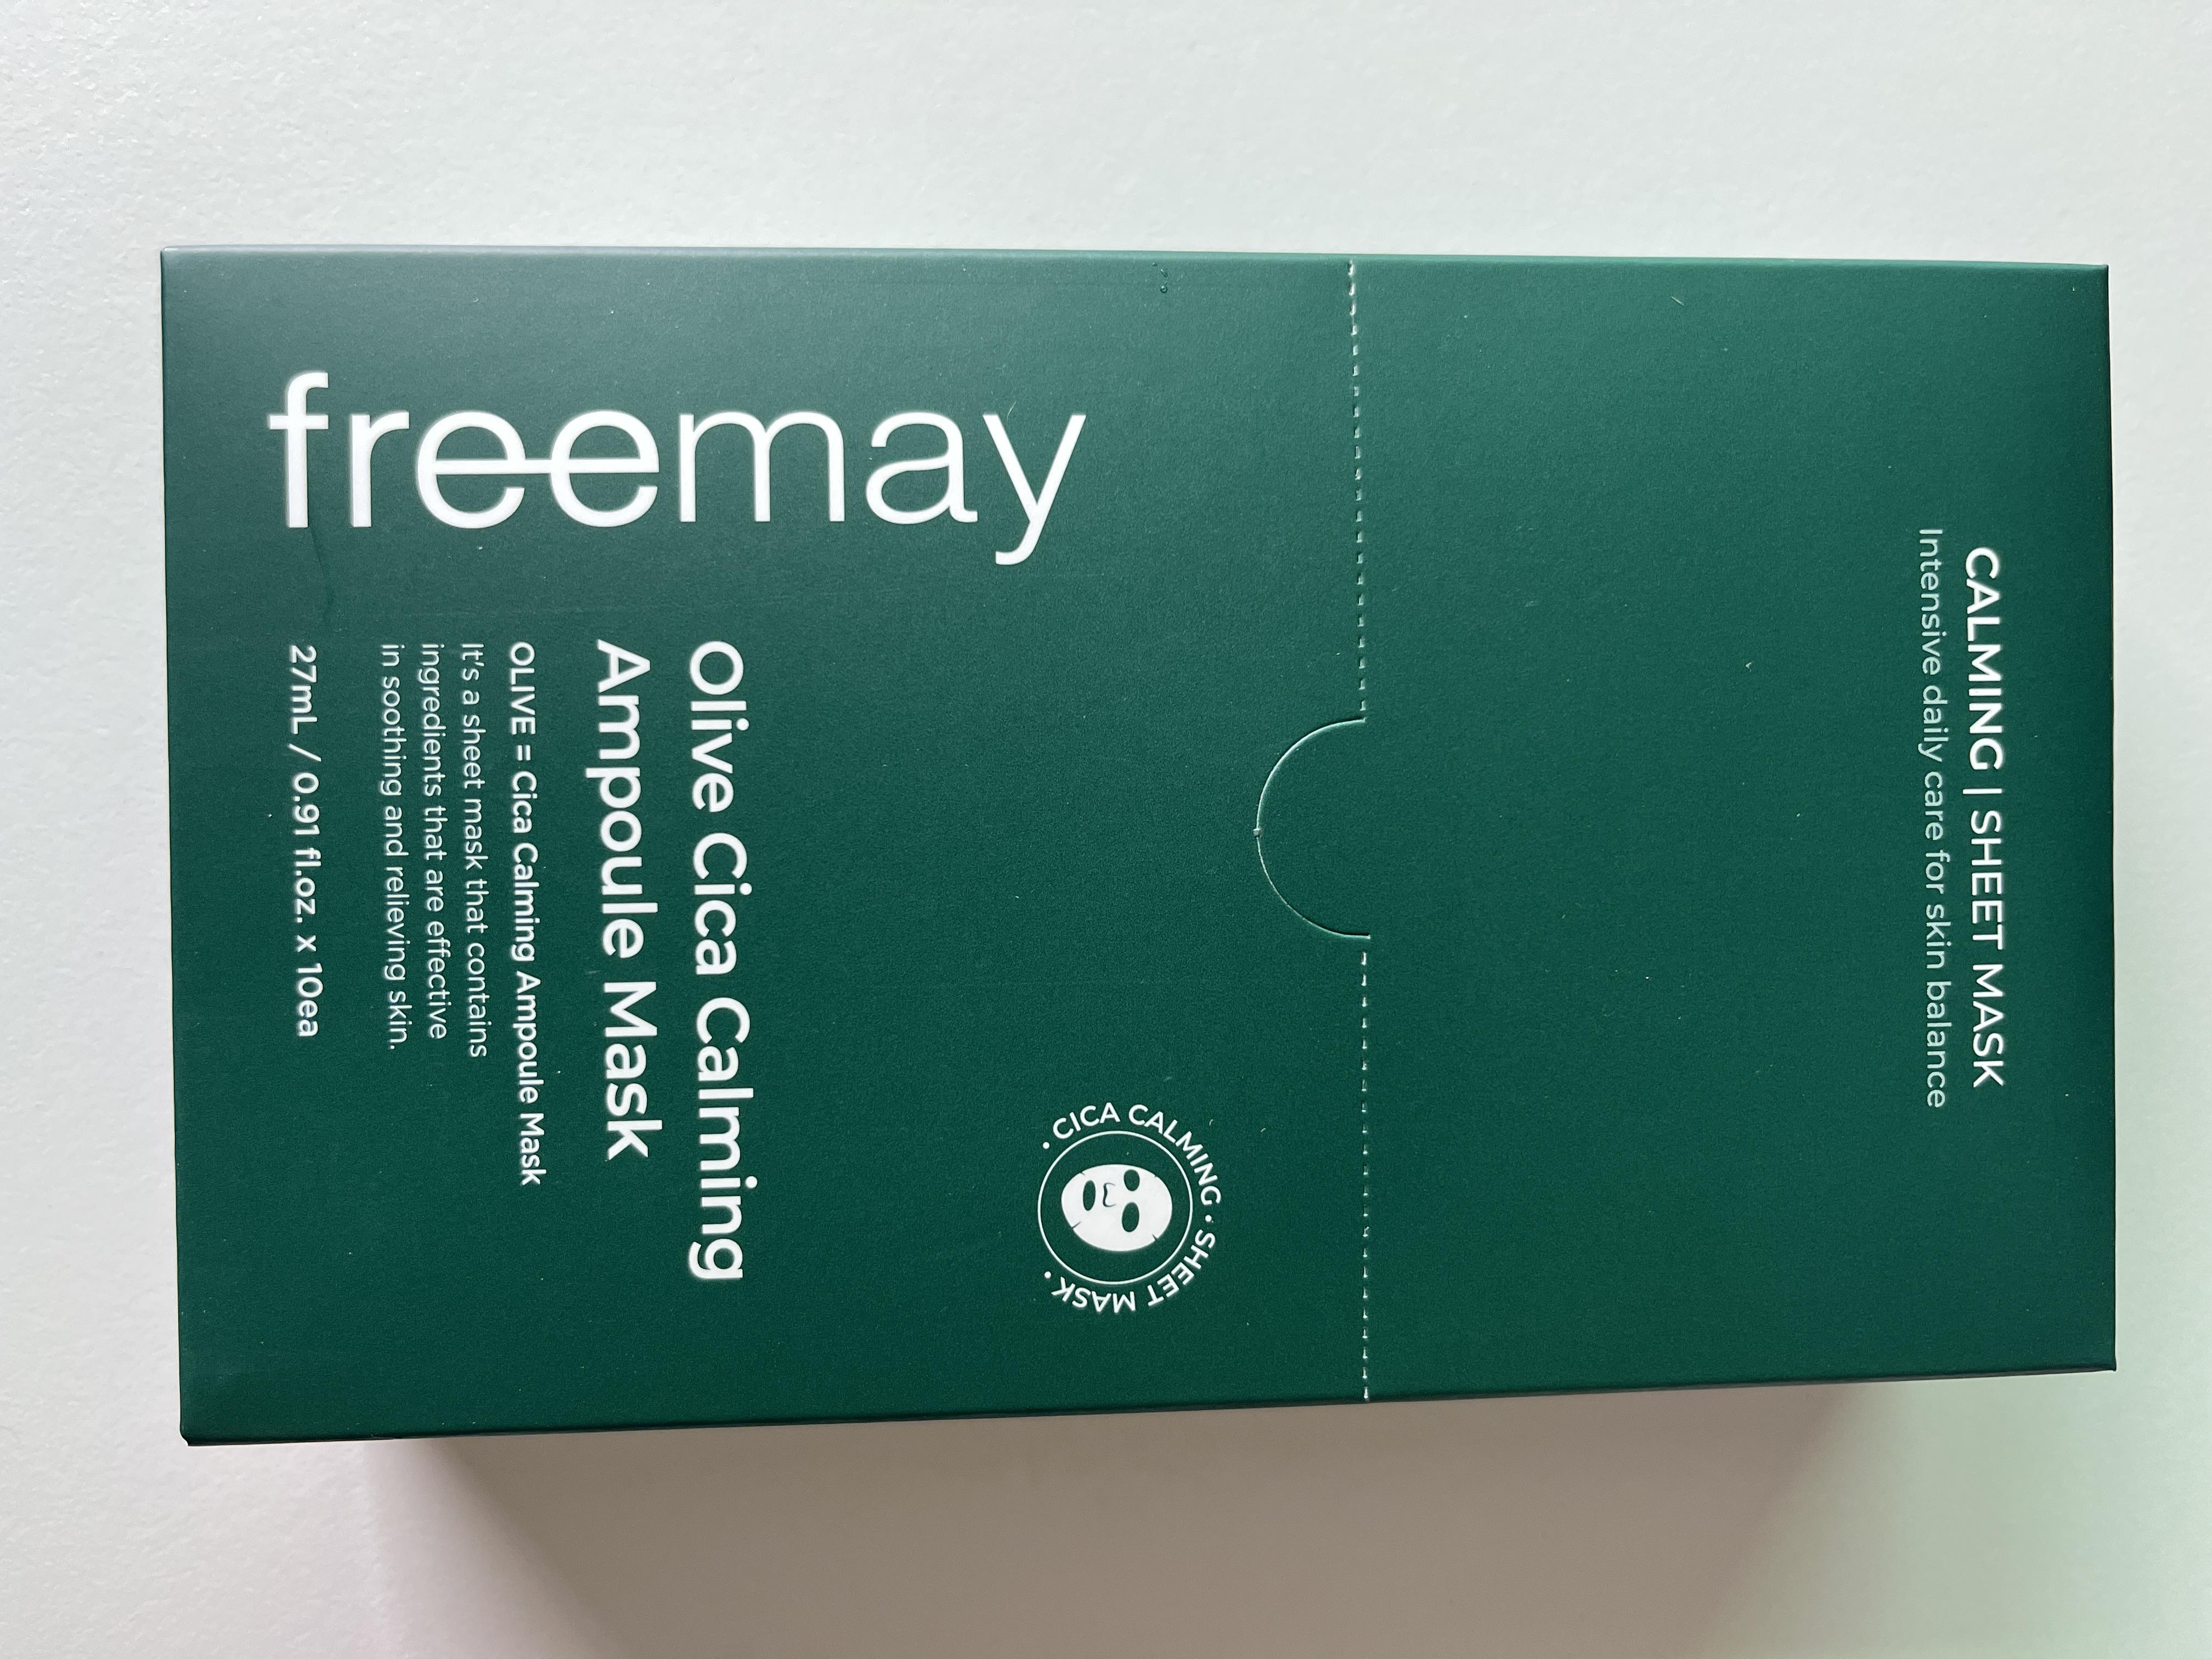 CALMING | SHEET MASK
Intensive daily care for skin balance
• CICA CALMING • SHEET MASK •
freemay
Olive Cica Calming
Ampoule Mask
OLIVE = Cica Calming Ampoule Mask
It's a sheet mask that contains
ingredients that are effective
in soothing and relieving skin.
27mL / 0.91 fl.oz. x 10ea